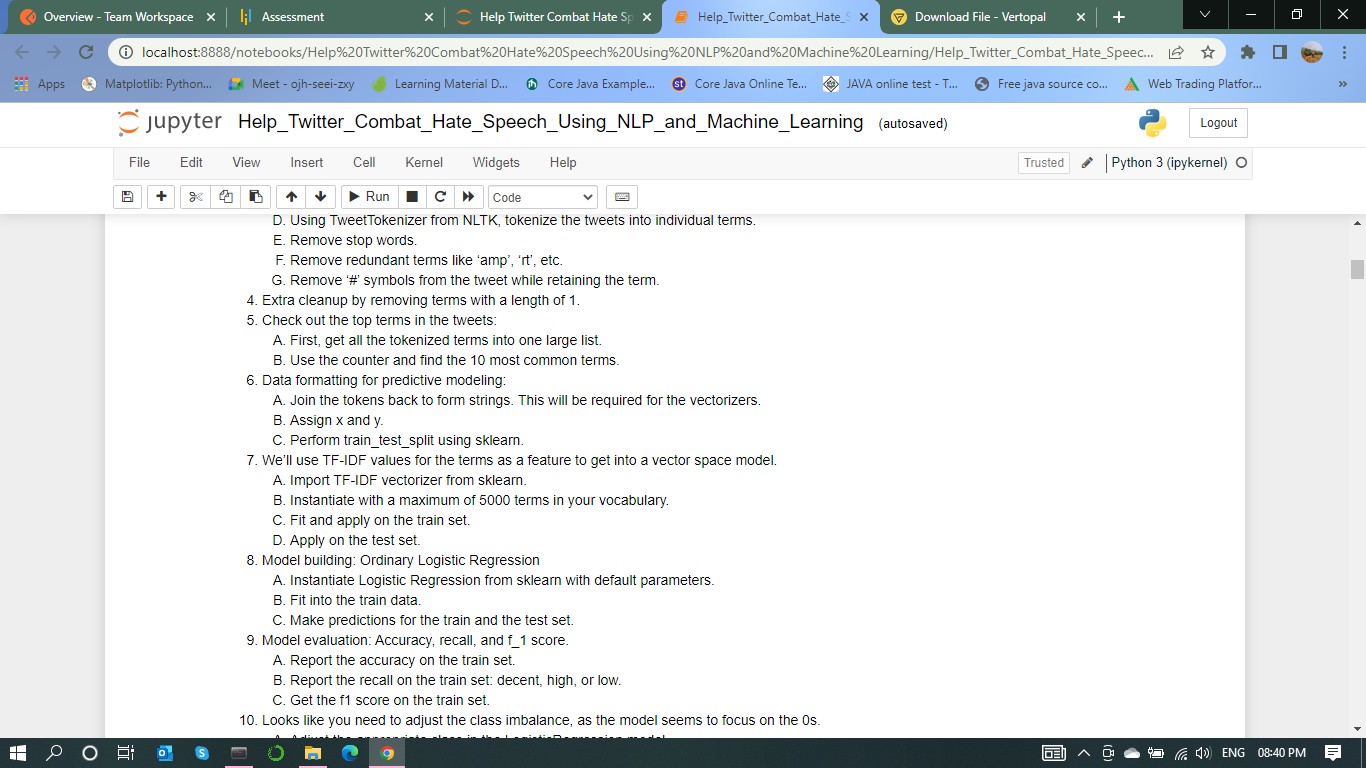 Overview - Team Workspace
Assessment
Help Twitter Combat Hate Sp
Help_Twitter_Combat_Hate_S
Download File - Vertopal
localhost:8888/notebooks/Help%20Twitter%20Combat%20Hate%20Speech%20Using%20NLP%20and%20Machine%20Learning/Help_Twitter_Combat_Hate_Speec...
Apps
Matplotlib: Python...
Meet - ojh-seei-zxy
Learning Material D...
Core Java Example...
st
Core Java Online Te...
JAVA online test - T...
Free java source co...
Web Trading Platfor...
»
jupyter Help_Twitter_Combat_Hate_Speech_Using_NLP_and_Machine_Learning (autosaved)
Logout
File Edit View Insert Cell Kernel Widgets Help
Trusted
Python 3 (ipykernel)
Run
Code
D. Using TweetTokenizer from NLTK, tokenize the tweets into individual terms.
E. Remove stop words.
F. Remove redundant terms like ‘amp’, ‘rt’, etc.
G. Remove ‘#’ symbols from the tweet while retaining the term.
4. Extra cleanup by removing terms with a length of 1.
5. Check out the top terms in the tweets:
A. First, get all the tokenized terms into one large list.
B. Use the counter and find the 10 most common terms.
6. Data formatting for predictive modeling:
A. Join the tokens back to form strings. This will be required for the vectorizers.
B. Assign x and y.
C. Perform train_test_split using sklearn.
7. We’ll use TF-IDF values for the terms as a feature to get into a vector space model.
A. Import TF-IDF vectorizer from sklearn.
B. Instantiate with a maximum of 5000 terms in your vocabulary.
C. Fit and apply on the train set.
D. Apply on the test set.
8. Model building: Ordinary Logistic Regression
A. Instantiate Logistic Regression from sklearn with default parameters.
B. Fit into the train data.
C. Make predictions for the train and the test set.
9. Model evaluation: Accuracy, recall, and f_1 score.
A. Report the accuracy on the train set.
B. Report the recall on the train set: decent, high, or low.
C. Get the f1 score on the train set.
10. Looks like you need to adjust the class imbalance, as the model seems to focus on the 0s.
A. Adjust the appropriate class in the LogisticRegression model.
ENG
08:40 PM